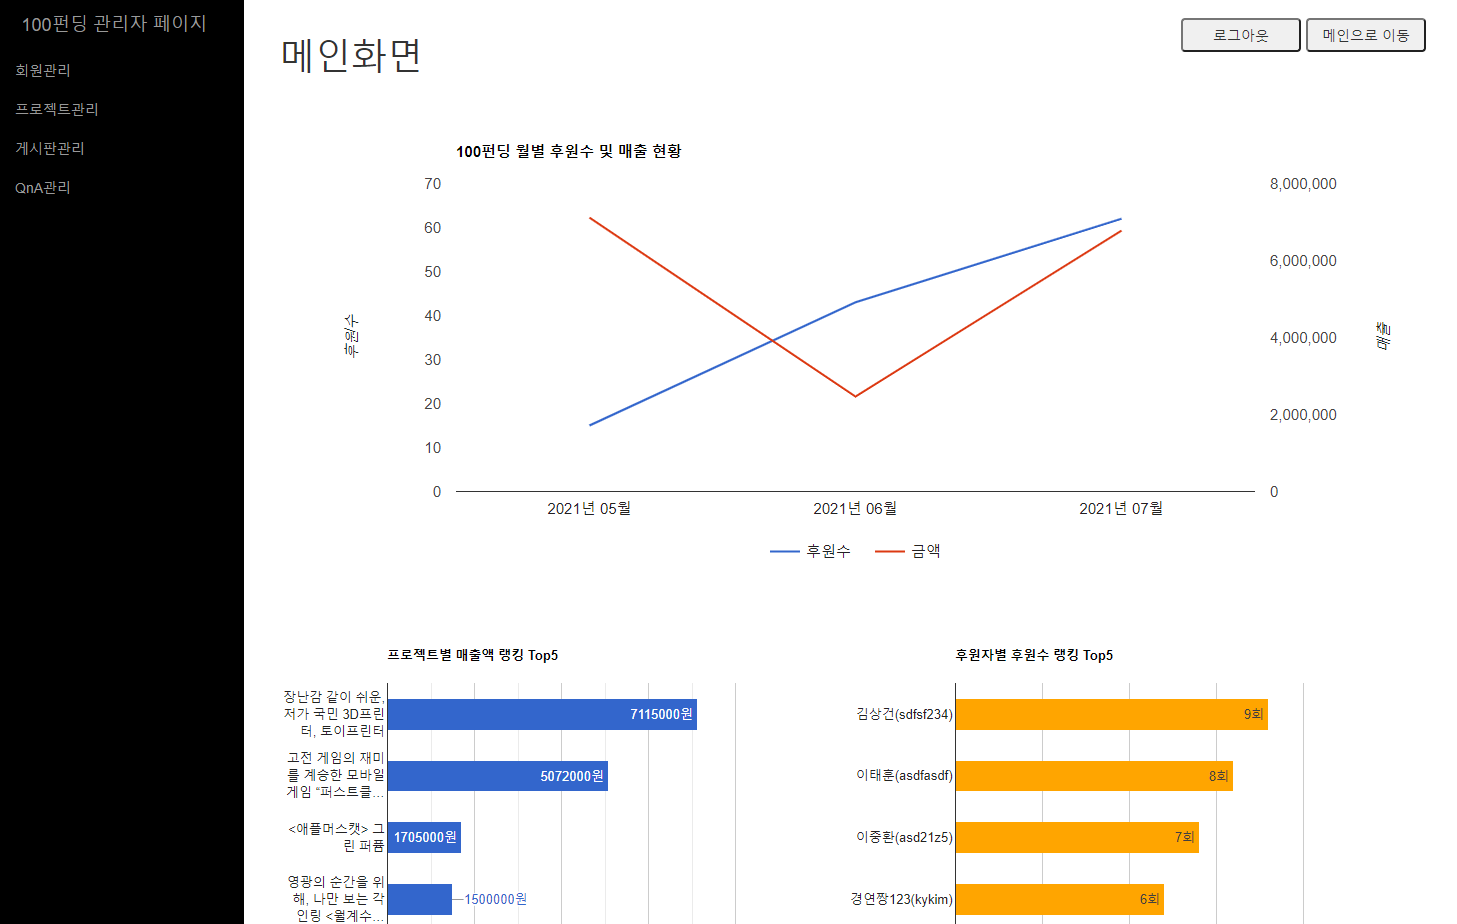 100펀딩 관리자 페이지
회원관리
프로젝트관리
게시판관리
QnA관리
메인화면
로그아웃
메인으로 이동
100펀딩 월별 후원수 및 매출 현황
70
60
50
40
30
20
10
0
후원수
8,000,000
6,000,000
4,000,000
2,000,000
0
매출
2021년 05월
2021년 06월
2021년 07월
후원수
금액
프로젝트별 매출액 랭킹 Top5
장난감 같이 쉬운,
저가 국민 3D프린
터, 토이프린터
7115000원
고전 게임의 재미
를 계승한 모바일
게임 “퍼스트클...
5072000원
<애플머스캣> 그
린 퍼퓸
1705000원
영광의 순간을 위
해, 나만 보는 각
인링 <월계수...
1500000원
후원자별 후원수 랭킹 Top5
김상건(sdfsf234)
9회
이태훈(asdfasdf)
8회
이중환(asd21z5)
7회
경연짱123(kykim)
6회